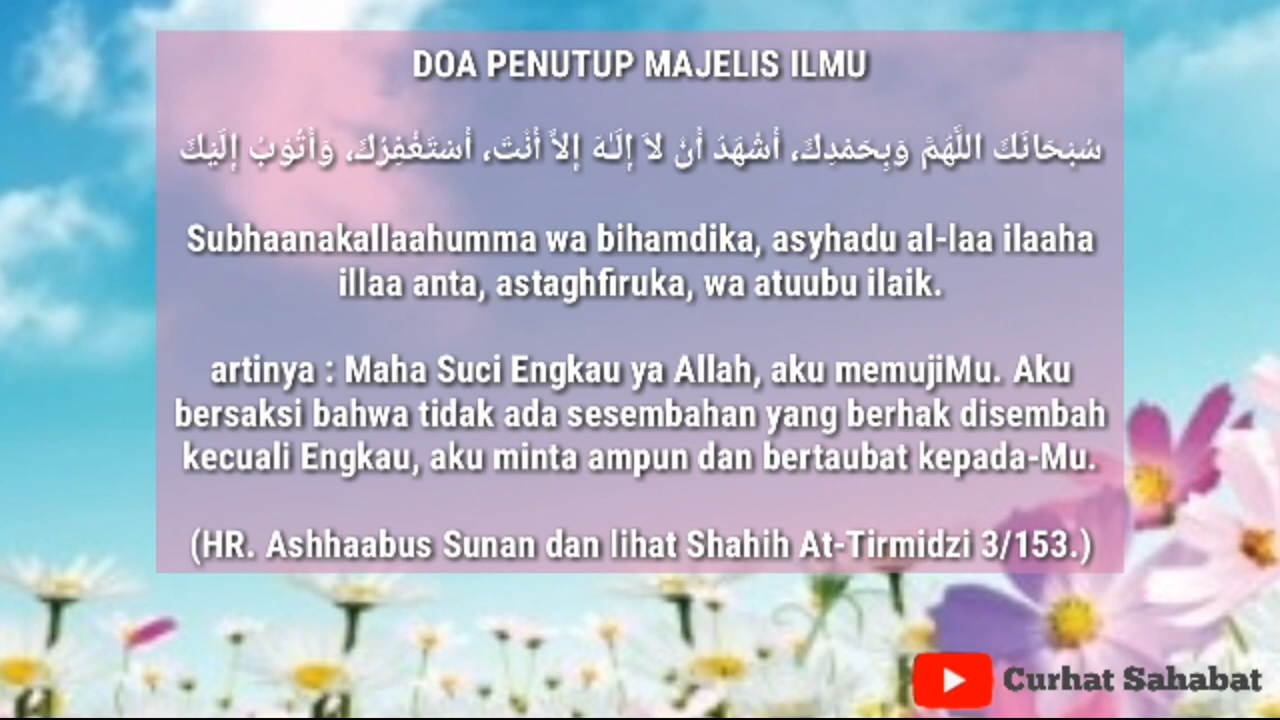 DOA PENUTUP MAJELIS ILMU
سُبْحَانَكَ اللَّهُمَّ وَبِحَمْدِكَ، أَشْهَدُ أَنْ لاَ إِلَـٰهَ إِلاَّ أَنْتَ، أَسْتَغْفِرُكَ، وَأَتُوْبُ إِلَيْكَ
Subhaanakallaahumma wa bihamdika, asyhadu al-laa ilaaha
illaa anta, astaghfiruka, wa atuubu ilaik.
artinya : Maha Suci Engkau ya Allah, aku memujiMu. Aku
bersaksi bahwa tidak ada sesembahan yang berhak disembah
kecuali Engkau, aku minta ampun dan bertaubat kepada-Mu.
(HR. Ashhaabus Sunan dan lihat Shahih At-Tirmidzi 3/153.)
Curhat Sahabat